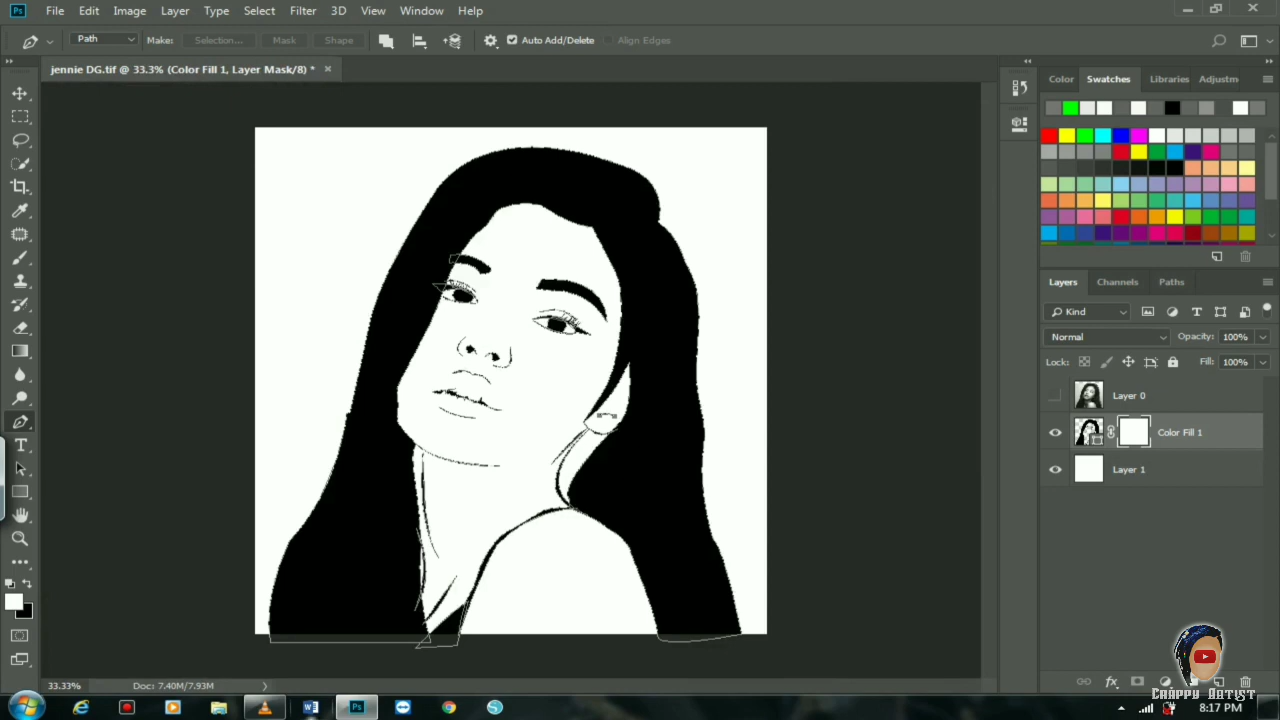 Ps File Edit Image Layer Type Select Filter 3D View Window Help
Path Make: Selection... Mask Shape Auto Add/Delete Align Edges
jennie DG.tif @ 33.3% (Color Fill 1, Layer Mask/8) * ×
Color Swatches Libraries Adjustm
Layers Channels Paths
Kind
Normal Opacity: 100%
Lock: Fill: 100%
Layer 0
Color Fill 1
Layer 1
33.33% Doc: 7.40M/7.93M
Crappy Artist
8:17 PM